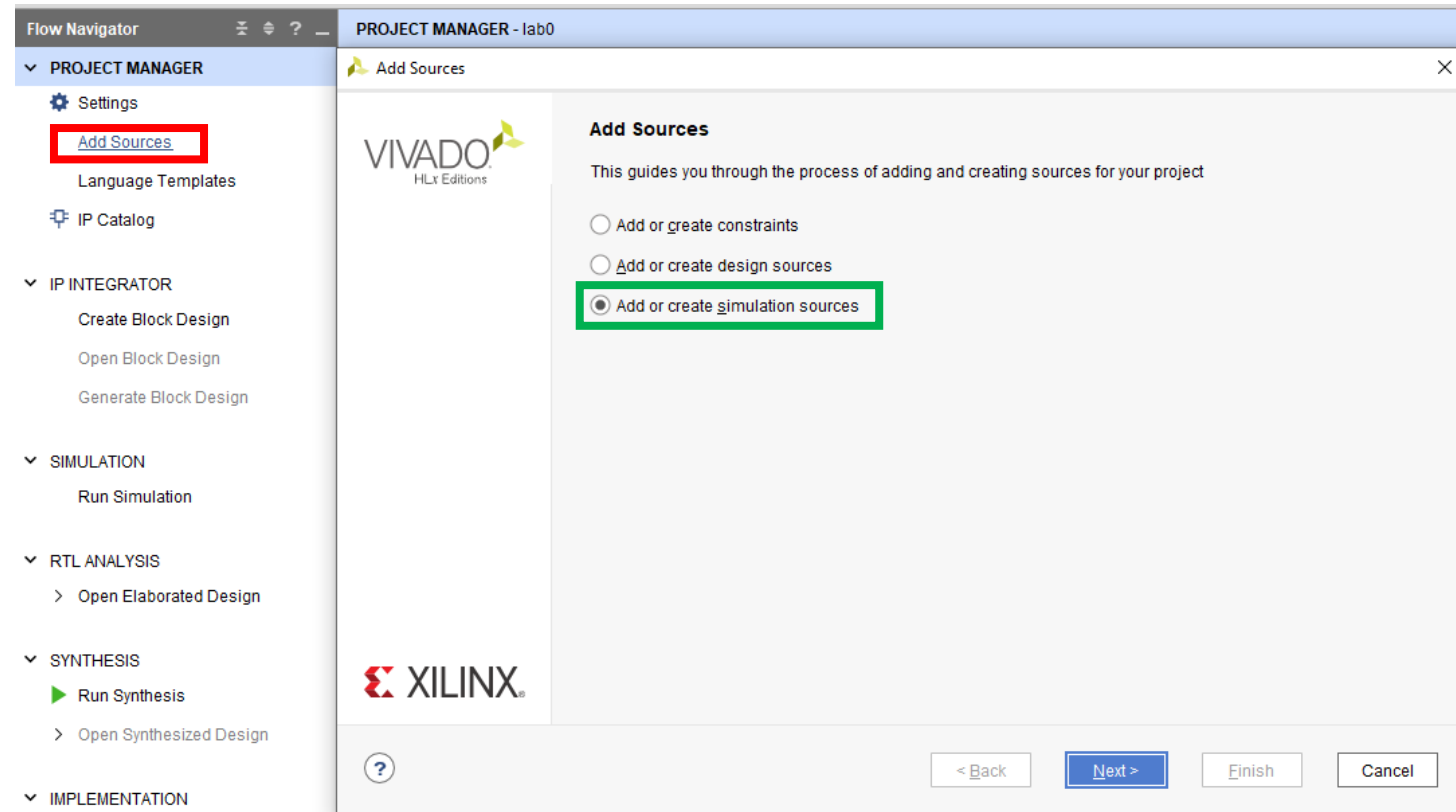 Flow Navigator ? _
PROJECT MANAGER - lab0
PROJECT MANAGER
Settings
Add Sources
Language Templates
IP Catalog
IP INTEGRATOR
Create Block Design
Open Block Design
Generate Block Design
SIMULATION
Run Simulation
RTL ANALYSIS
Open Elaborated Design
SYNTHESIS
Run Synthesis
Open Synthesized Design
IMPLEMENTATION
Add Sources
VIVADO.
HLx Editions
Add Sources
This guides you through the process of adding and creating sources for your project
Add or create constraints
Add or create design sources
Add or create simulation sources
XILINX®
? < Back Next > Finish Cancel